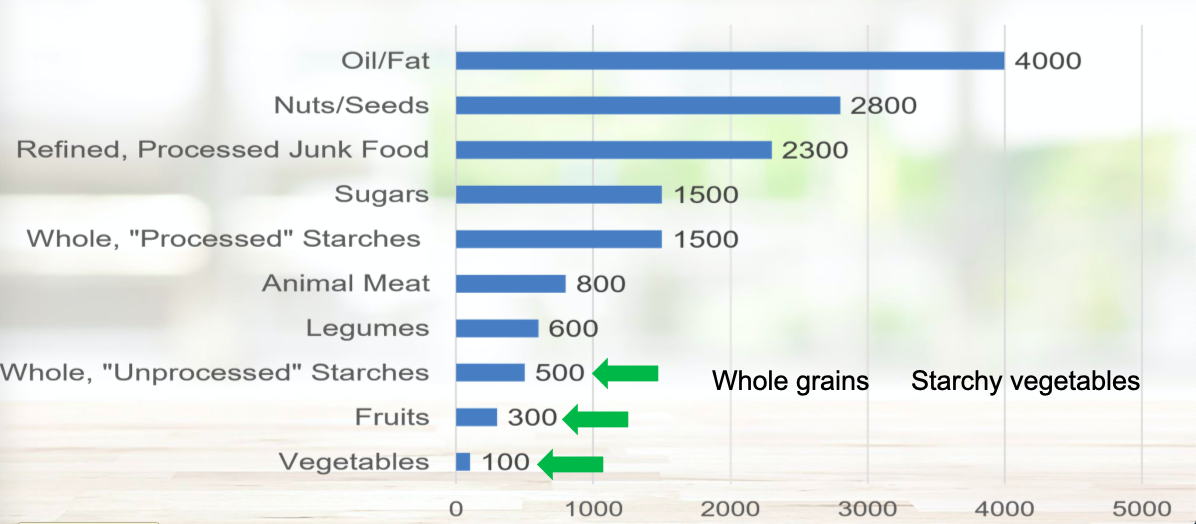 Oil/Fat 4000
Nuts/Seeds 2800
Refined, Processed Junk Food 2300
Sugars 1500
Whole, "Processed" Starches 1500
Animal Meat 800
Legumes 600
Whole, "Unprocessed" Starches 500 Whole grains Starchy vegetables
Fruits 300
Vegetables 100
0 1000 2000 3000 4000 5000